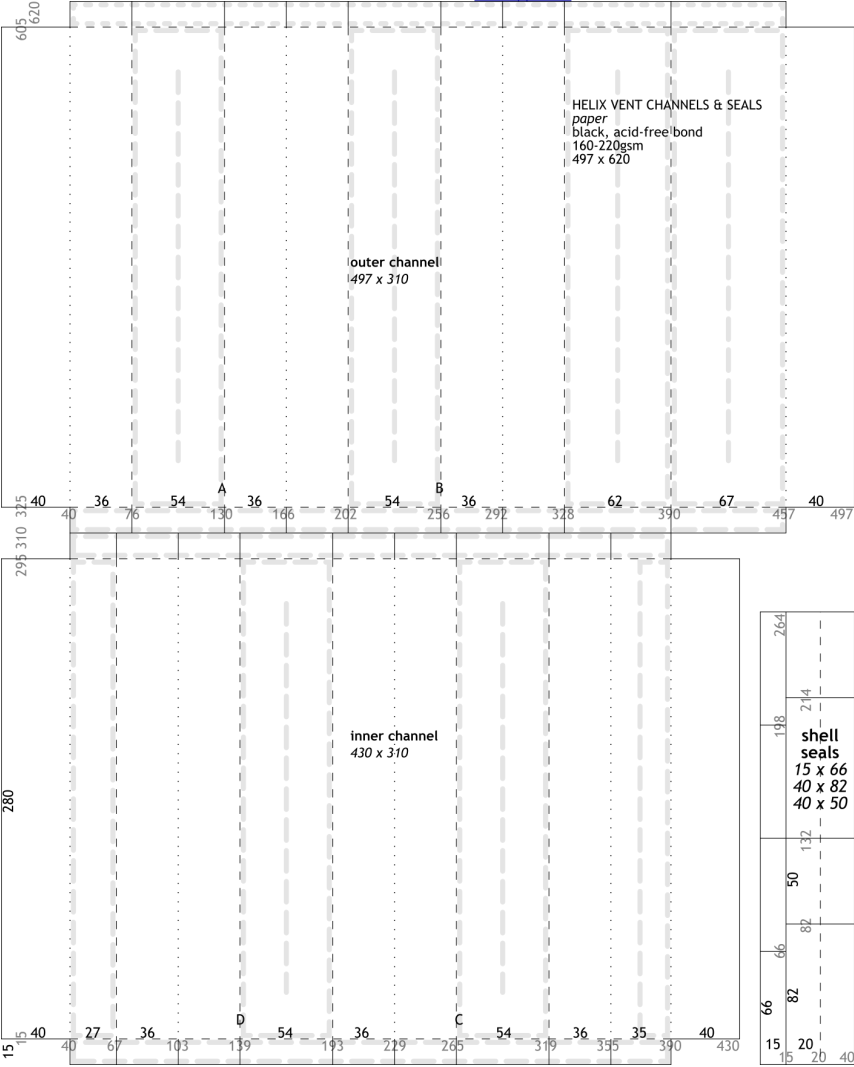 605 620
HELIX VENT CHANNELS & SEALS
paper
black, acid-free bond
160-220gsm
497 x 620
outer channel
497 x 310
A B
325 40 36 54 36 54 36 62 67 40
40 76 130 166 202 256 292 328 390 457 497
295 310
264
214
198
inner channel
430 x 310
shell
seals
15 x 66
40 x 82
40 x 50
280
132
50
82
66
82
66
D C
15 40 27 36 54 36 54 36 35 40 15 20
15 40 67 103 139 193 229 265 319 355 390 430 15 20 40